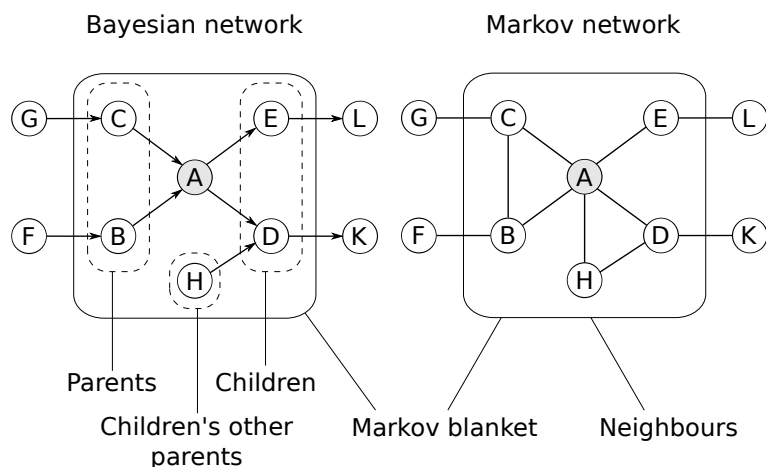 Bayesian network
Markov network
G
C
E
L
A
F
B
D
K
H
G
C
E
L
A
F
B
D
K
H
Parents
Children
Children's other
parents
Markov blanket
Neighbours